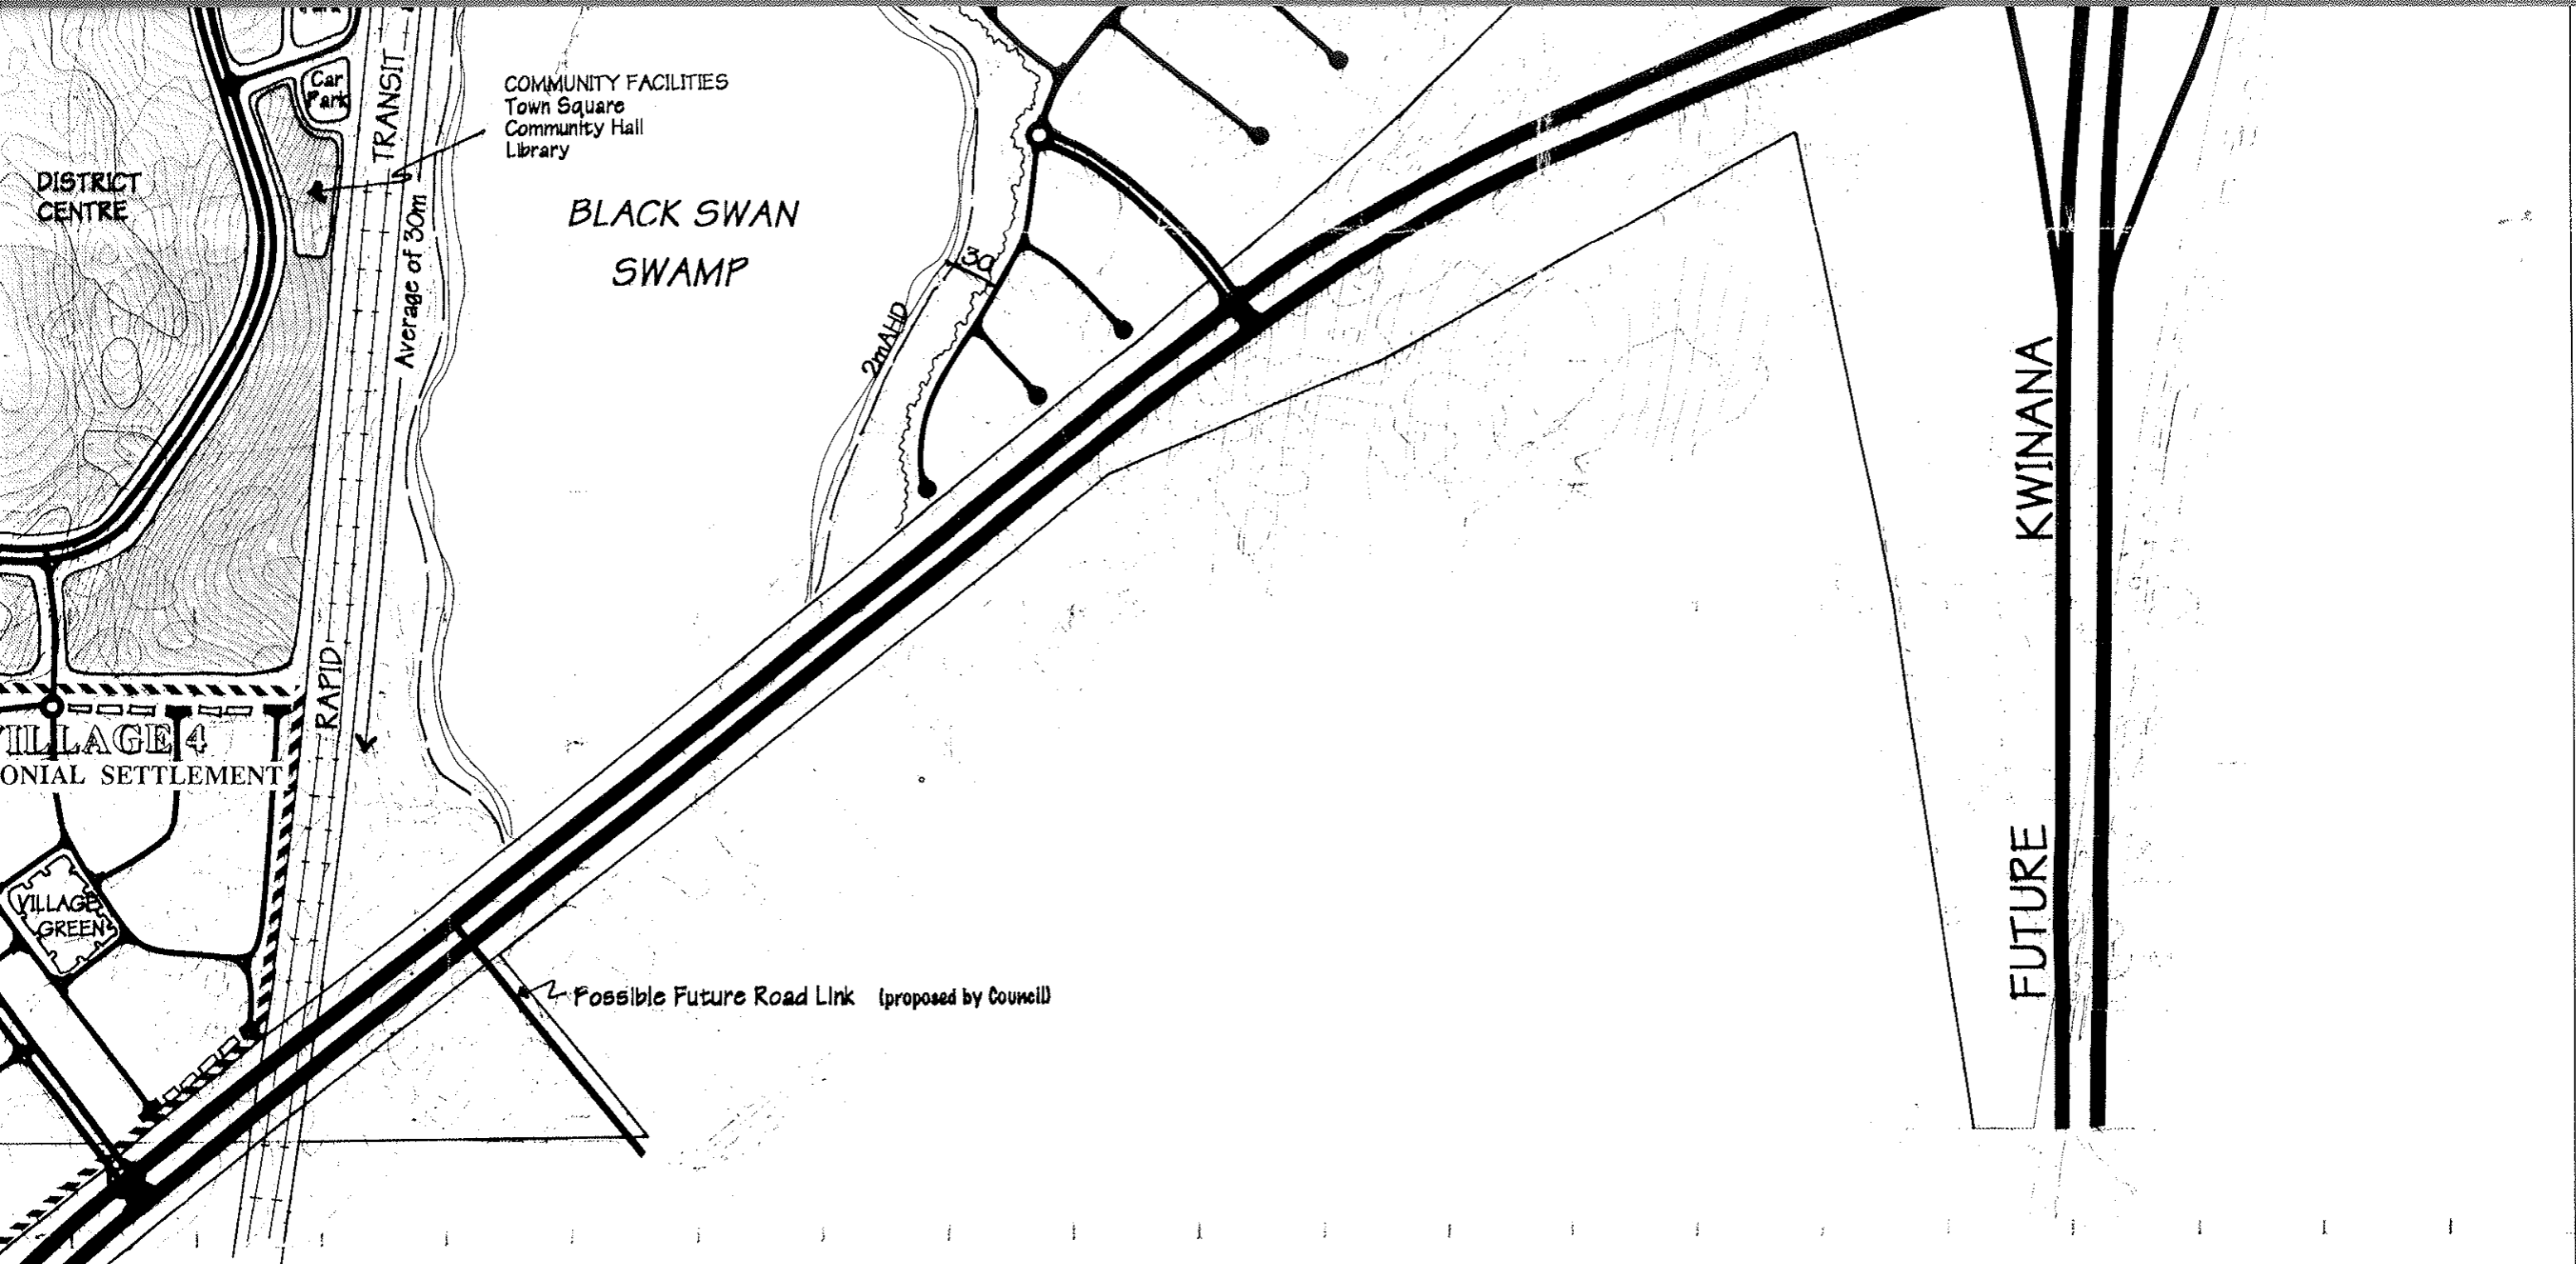 Car
Park
TRANSIT
COMMUNITY FACILITIES
Town Square
Community Hall
Library
DISTRICT
CENTRE
Average of 30m
BLACK SWAN
SWAMP
30
2mAHD
KWINANA
RAPID
VILLAGE 4
ONIAL SETTLEMENT
VILLAGE
GREEN
FUTURE
Possible Future Road Link (proposed by Council)